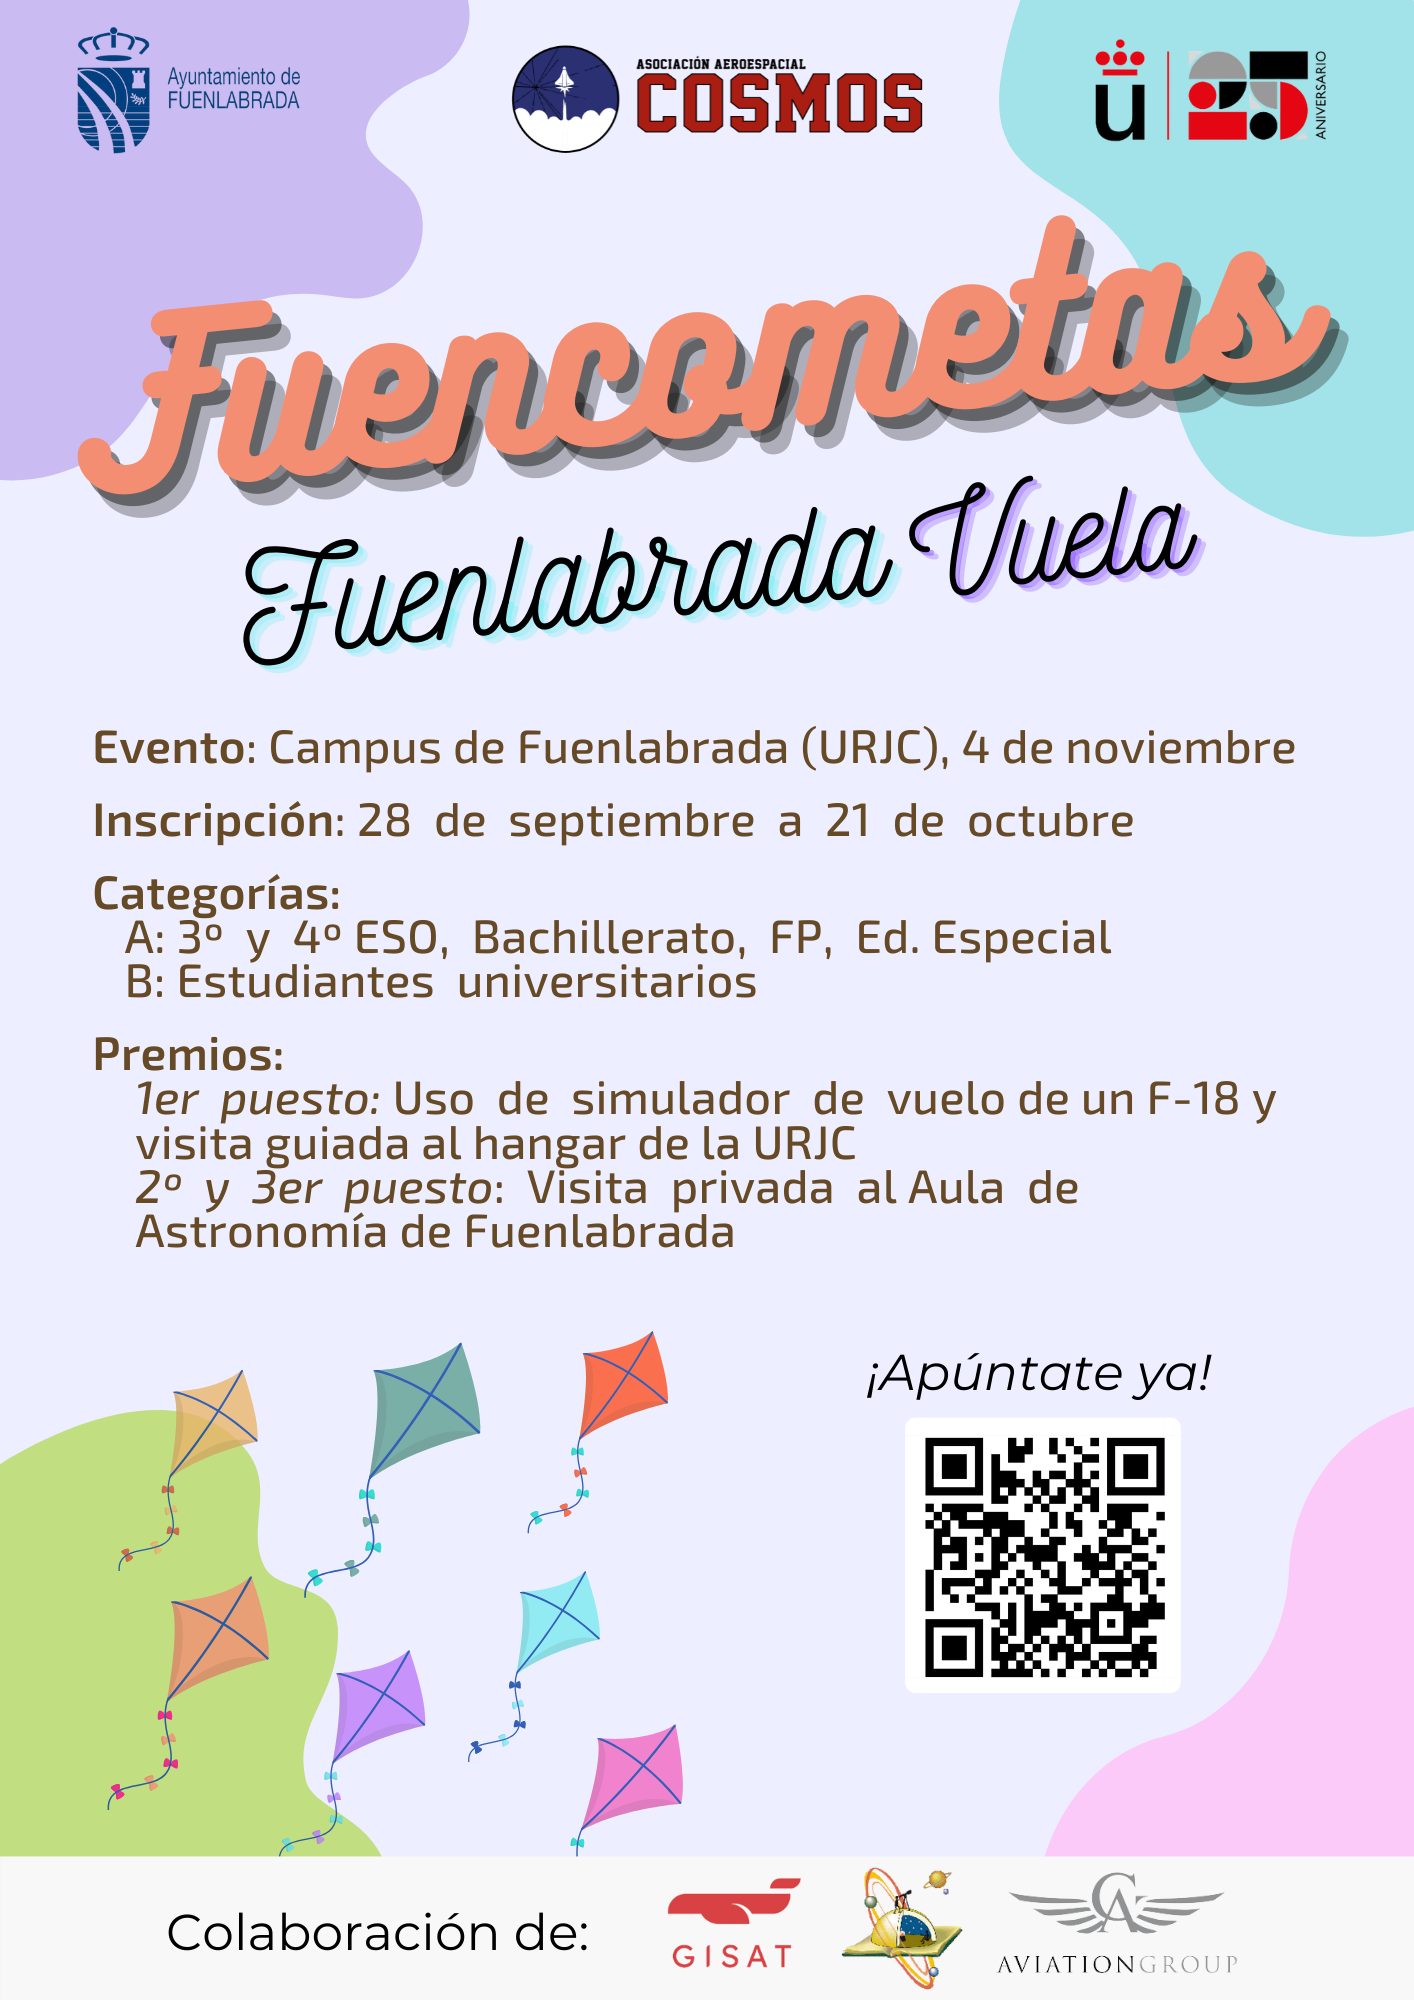 Ayuntamiento de
FUENLABRADA
ASOCIACIÓN AEROESPACIAL
COSMOS
u
25
ANIVERSARIO
Fuencometas
Fuenlabrada Vuela
Evento: Campus de Fuenlabrada (URJC), 4 de noviembre
Inscripción: 28 de septiembre a 21 de octubre
Categorías:
A: 3º y 4º ESO, Bachillerato, FP, Ed. Especial
B: Estudiantes universitarios
Premios:
1er puesto: Uso de simulador de vuelo de un F-18 y
visita guiada al hangar de la URJC
2º y 3er puesto: Visita privada al Aula de
Astronomía de Fuenlabrada
¡Apúntate ya!
Colaboración de:
GISAT
CA
AVIATIONGROUP